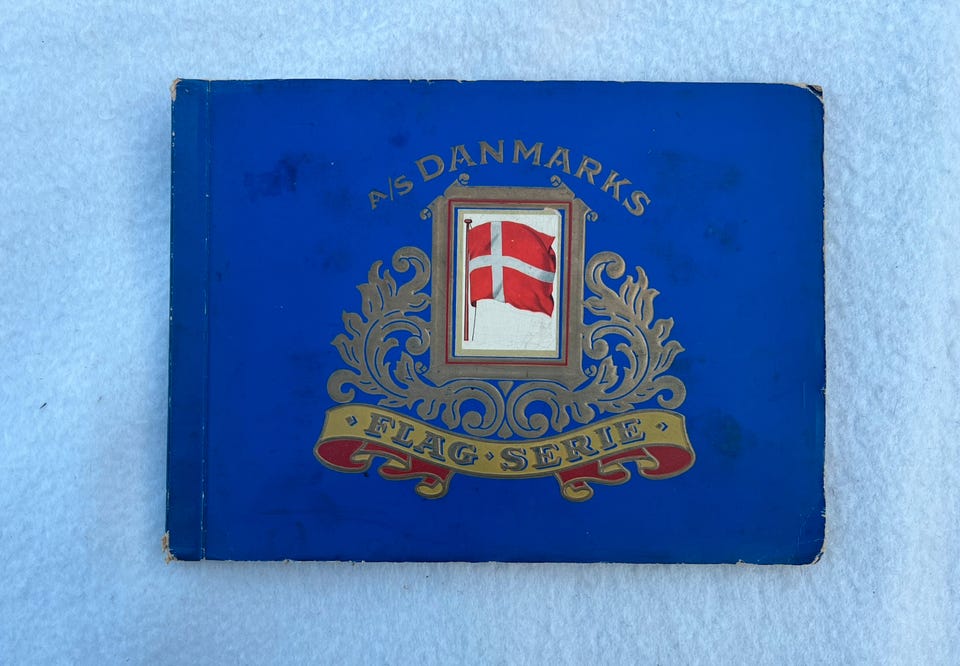 A/S DANMARKS
FLAG · SERIE